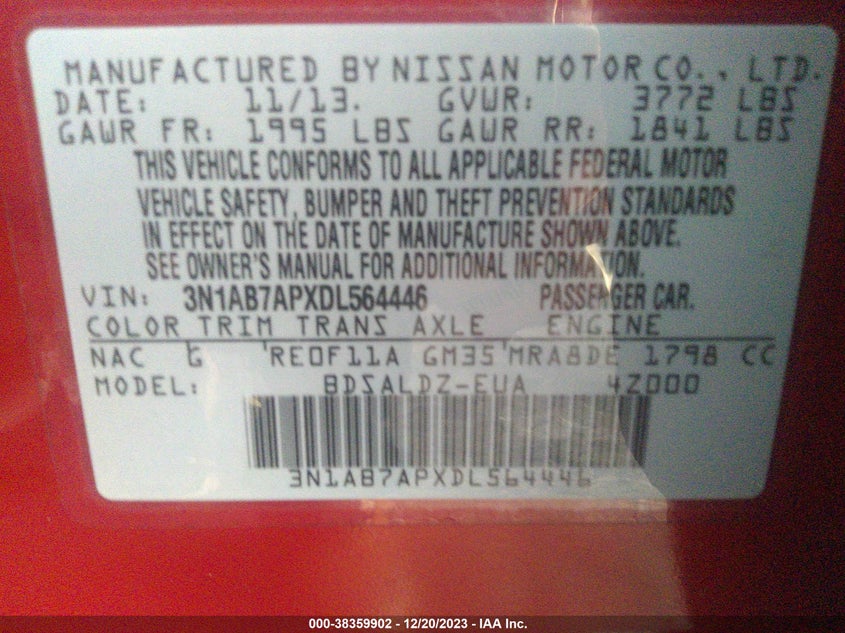 MANUFACTURED BY NISSAN MOTOR CO., LTD.
DATE: 11/13. GVWR: 3772 LBS
GAWR FR: 1995 LBS GAWR RR: 1841 LBS
THIS VEHICLE CONFORMS TO ALL APPLICABLE FEDERAL MOTOR
VEHICLE SAFETY, BUMPER AND THEFT PREVENTION STANDARDS
IN EFFECT ON THE DATE OF MANUFACTURE SHOWN ABOVE.
SEE OWNER'S MANUAL FOR ADDITIONAL INFORMATION.
VIN: 3N1AB7APXDL564446 PASSENGER CAR.
COLOR TRIM TRANS AXLE ENGINE
NAC G RE0F11A GM35 MRA8DE 1798 CC
MODEL: BDSALDZ-EUA 4Z000
3N1AB7APXDL564446
000-38359902 - 12/20/2023 - IAA Inc.